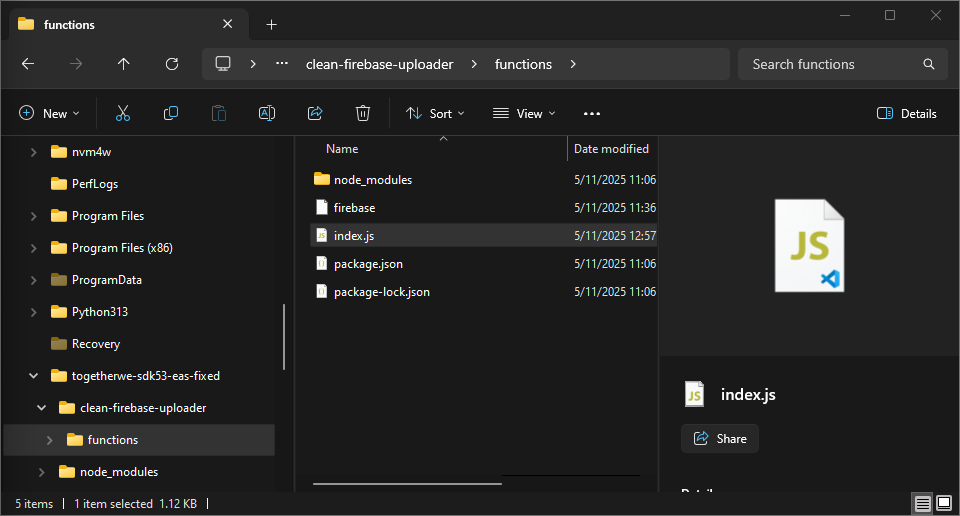 functions
clean-firebase-uploader functions
Search functions
New Sort View Details
nvm4w
PerfLogs
Program Files
Program Files (x86)
ProgramData
Python313
Recovery
togetherwe-sdk53-eas-fixed
clean-firebase-uploader
functions
node_modules
Name Date modified
node_modules 5/11/2025 11:06
firebase 5/11/2025 11:36
index.js 5/11/2025 12:57
package.json 5/11/2025 11:06
package-lock.json 5/11/2025 11:06
JS
JS index.js
Share
5 items 1 item selected 1.12 KB